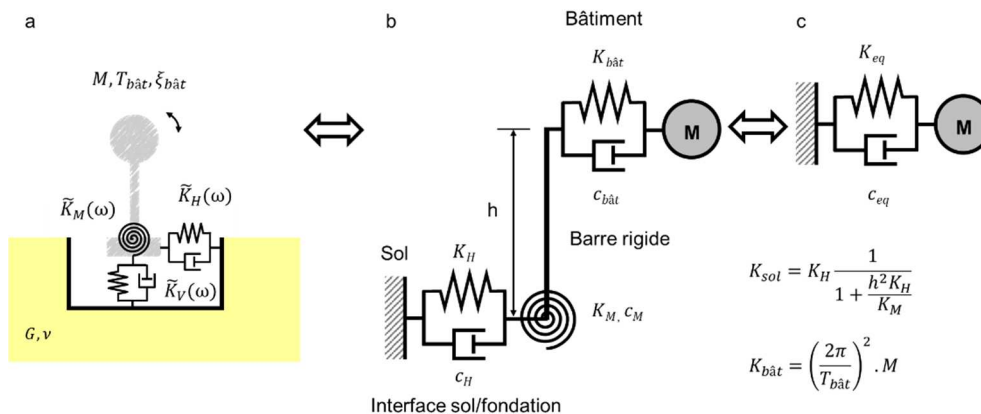 a
M, T_bât, ξ_bât
K̃_M(ω)
K̃_H(ω)
K̃_V(ω)
G, ν
b
Bâtiment
K_bât
M
c_bât
h
Barre rigide
Sol
K_H
K_M, c_M
c_H
Interface sol/fondation
c
K_eq
M
c_eq
K_sol = K_H 1 / (1 + h²K_H / K_M)
K_bât = (2π / T_bât)² . M